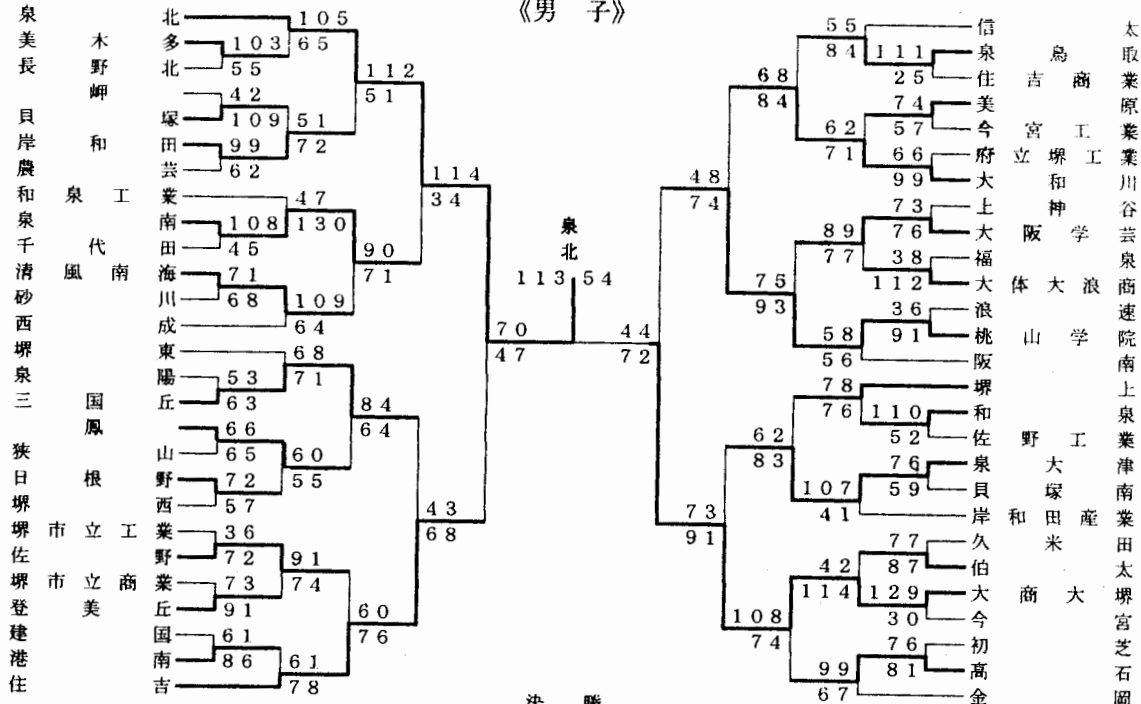 《男 子》
泉 北
美 木 多
長 野 北
岬
貝 塚
岸 和 田
農 芸
和 泉 工 業
泉 南
千 代 田
清 風 南 海
砂 川
西 成
堺 東
泉 陽
三 国 丘
鳳
狭 山
日 根 野
堺 西
堺 市 立 工 業
佐 野
堺 市 立 商 業
登 美 丘
建 国
港 南
住 吉
103
55
42
109
99
62
108
45
71
68
53
63
66
65
72
57
36
72
73
91
61
86
105
65
51
72
47
130
109
64
68
71
60
55
91
74
61
78
112
51
90
71
84
64
60
76
114
34
43
68
70
47
泉
北
113 54
44
72
48
74
73
91
68
84
75
93
62
83
108
74
55
84
62
71
89
77
58
56
78
76
107
41
42
114
99
67
111
25
74
57
66
99
73
76
38
112
36
91
110
52
76
59
77
87
129
30
76
81
信 太
泉 鳥 取
住 吉 商 業
美 原
今 宮 工 業
府 立 堺 工 業
大 和 川
上 神 谷
大 阪 学 芸
福 泉
大 体 大 浪 商
浪 速
桃 山 学 院
阪 南
堺 上
和 泉
佐 野 工 業
泉 大 津
貝 塚 南
岸 和 田 産 業
久 米 田
伯 太
大 商 大 堺
今 宮
初 芝
高 石
金 岡
決 勝